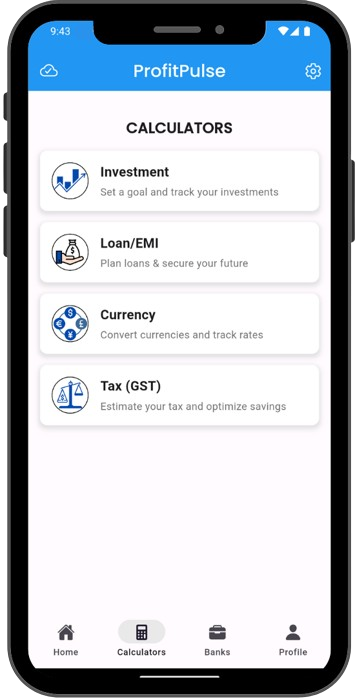 9:43
ProfitPulse
CALCULATORS
Investment
Set a goal and track your investments
Loan/EMI
Plan loans & secure your future
Currency
Convert currencies and track rates
Tax (GST)
Estimate your tax and optimize savings
Home Calculators Banks Profile